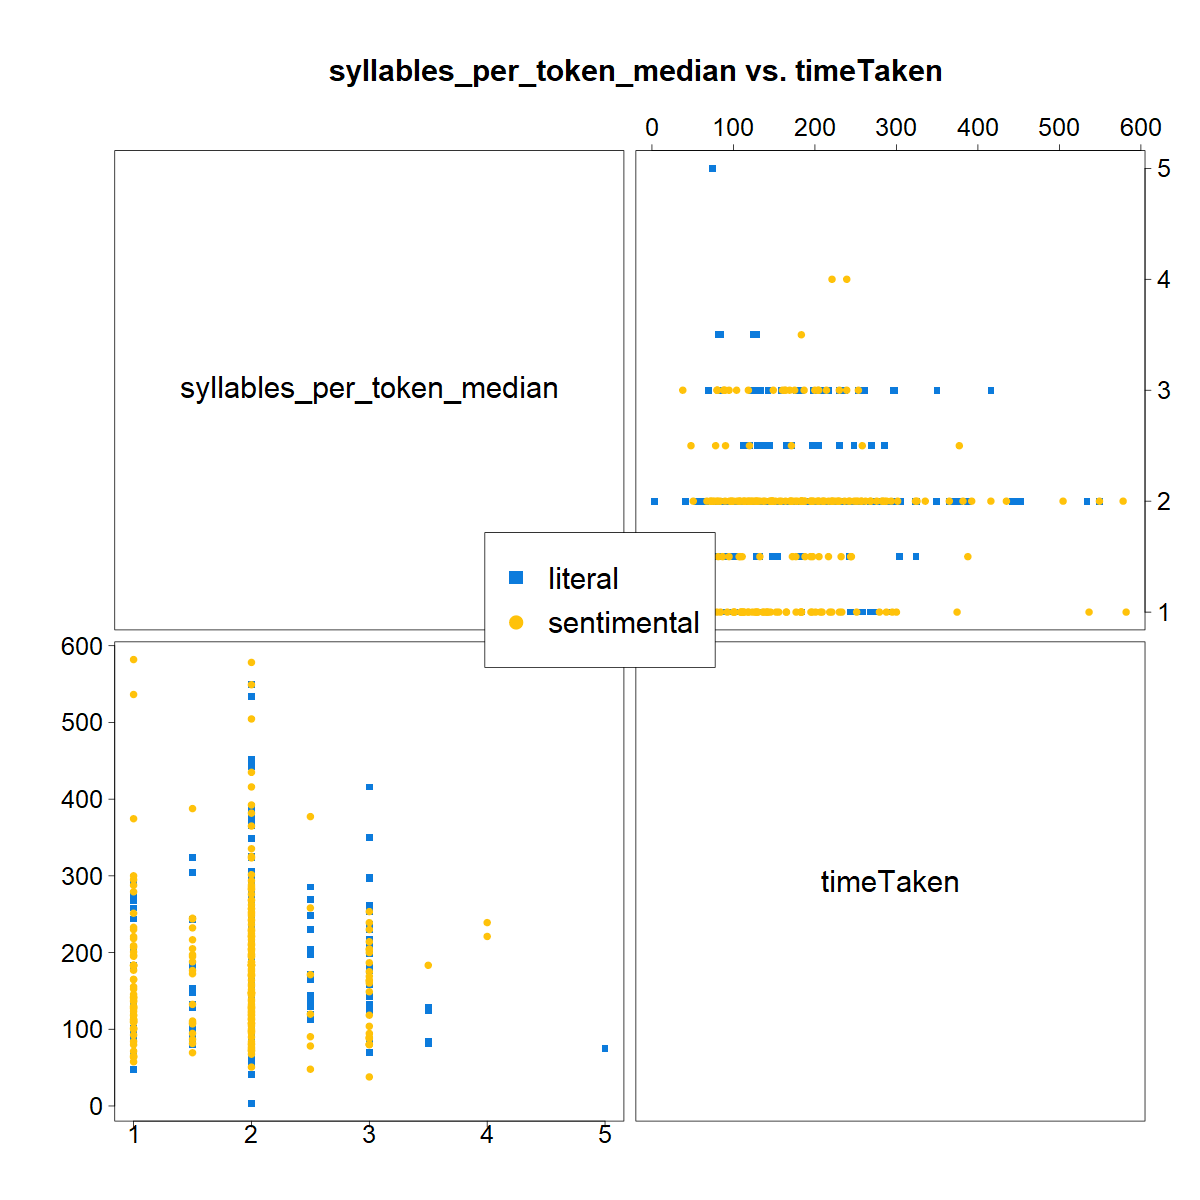 syllables_per_token_median vs. timeTaken
0 100 200 300 400 500 600
5
4
3
2
1
syllables_per_token_median
literal
sentimental
600
500
400
300
200
100
0
timeTaken
1 2 3 4 5